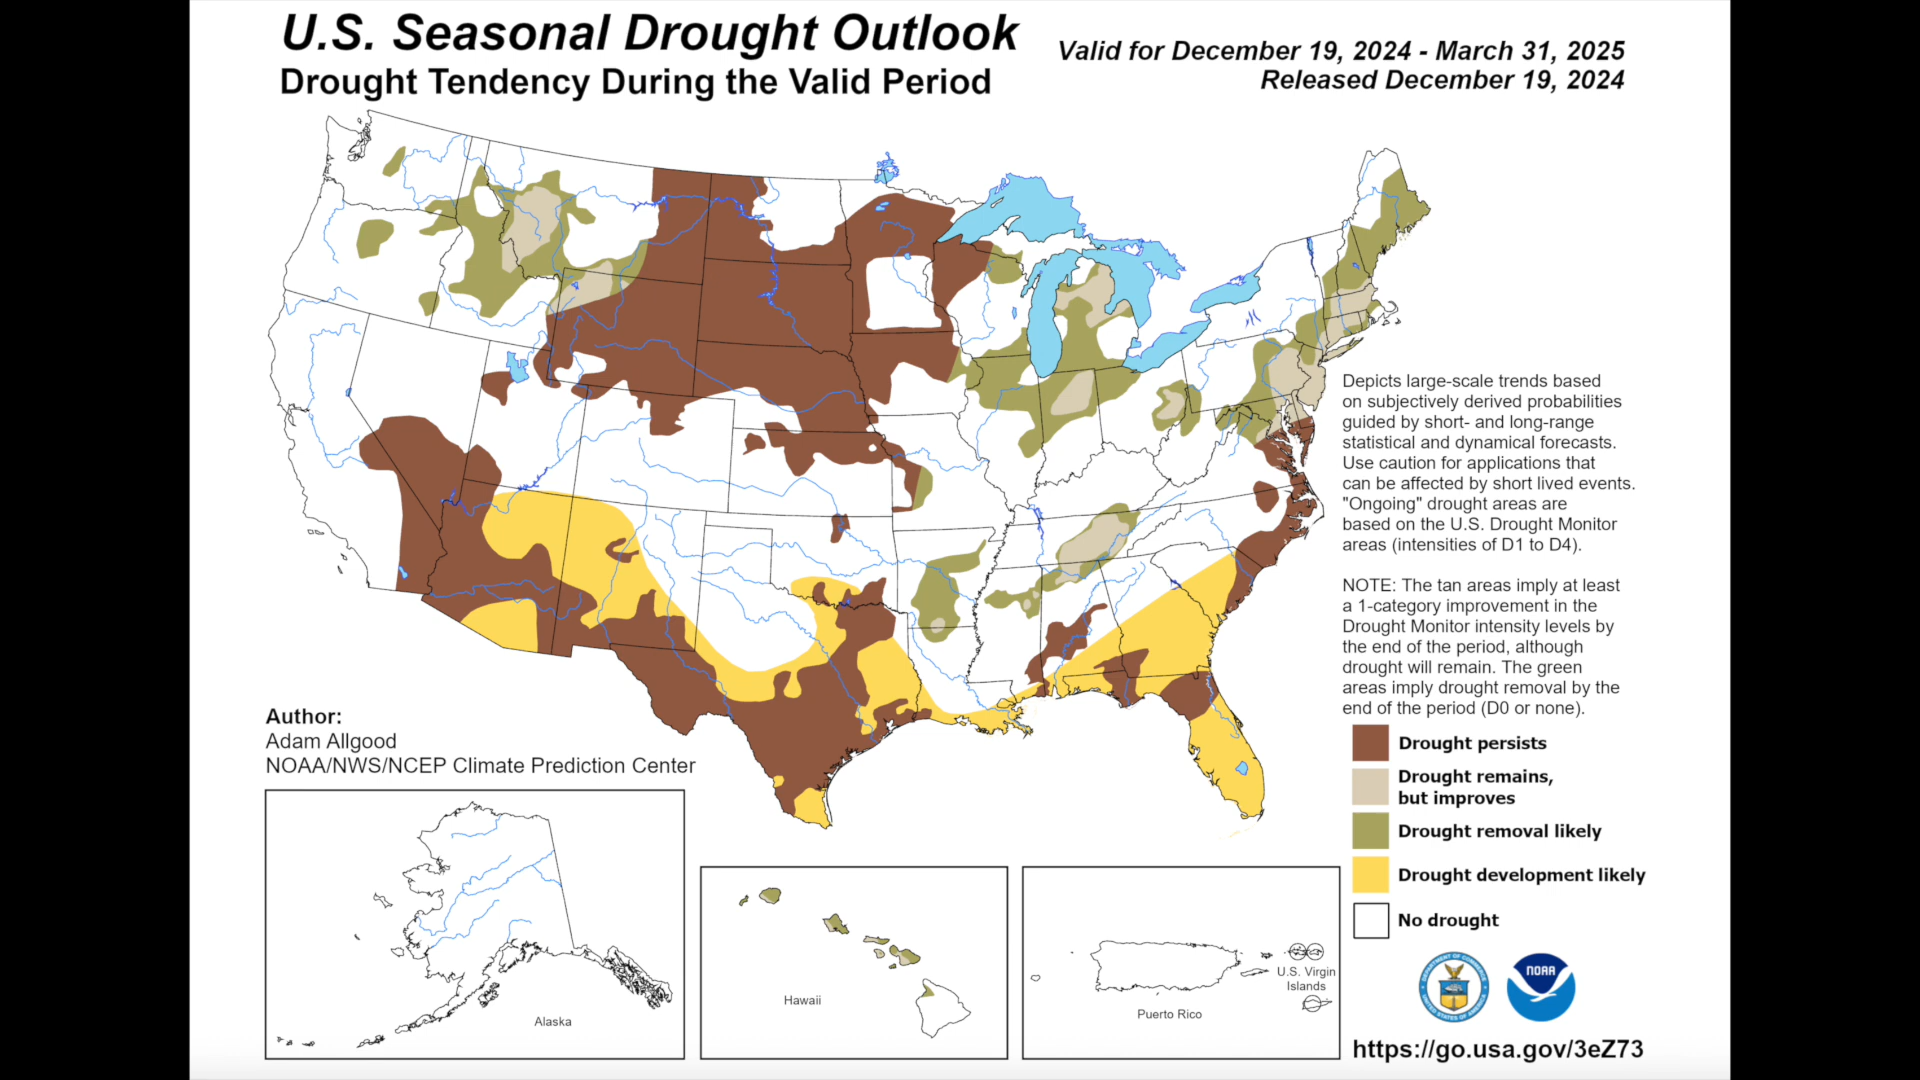 U.S. Seasonal Drought Outlook
Drought Tendency During the Valid Period
Valid for December 19, 2024 - March 31, 2025
Released December 19, 2024
Depicts large-scale trends based
on subjectively derived probabilities
guided by short- and long-range
statistical and dynamical forecasts.
Use caution for applications that
can be affected by short lived events.
"Ongoing" drought areas are
based on the U.S. Drought Monitor
areas (intensities of D1 to D4).
NOTE: The tan areas imply at least
a 1-category improvement in the
Drought Monitor intensity levels by
the end of the period, although
drought will remain. The green
areas imply drought removal by the
end of the period (D0 or none).
Author:
Adam Allgood
NOAA/NWS/NCEP Climate Prediction Center
Drought persists
Drought remains,
but improves
Drought removal likely
Drought development likely
No drought
Alaska
Hawaii
Puerto Rico
U.S. Virgin
Islands
DEPARTMENT OF COMMERCE
UNITED STATES OF AMERICA
NOAA
https://go.usa.gov/3eZ73